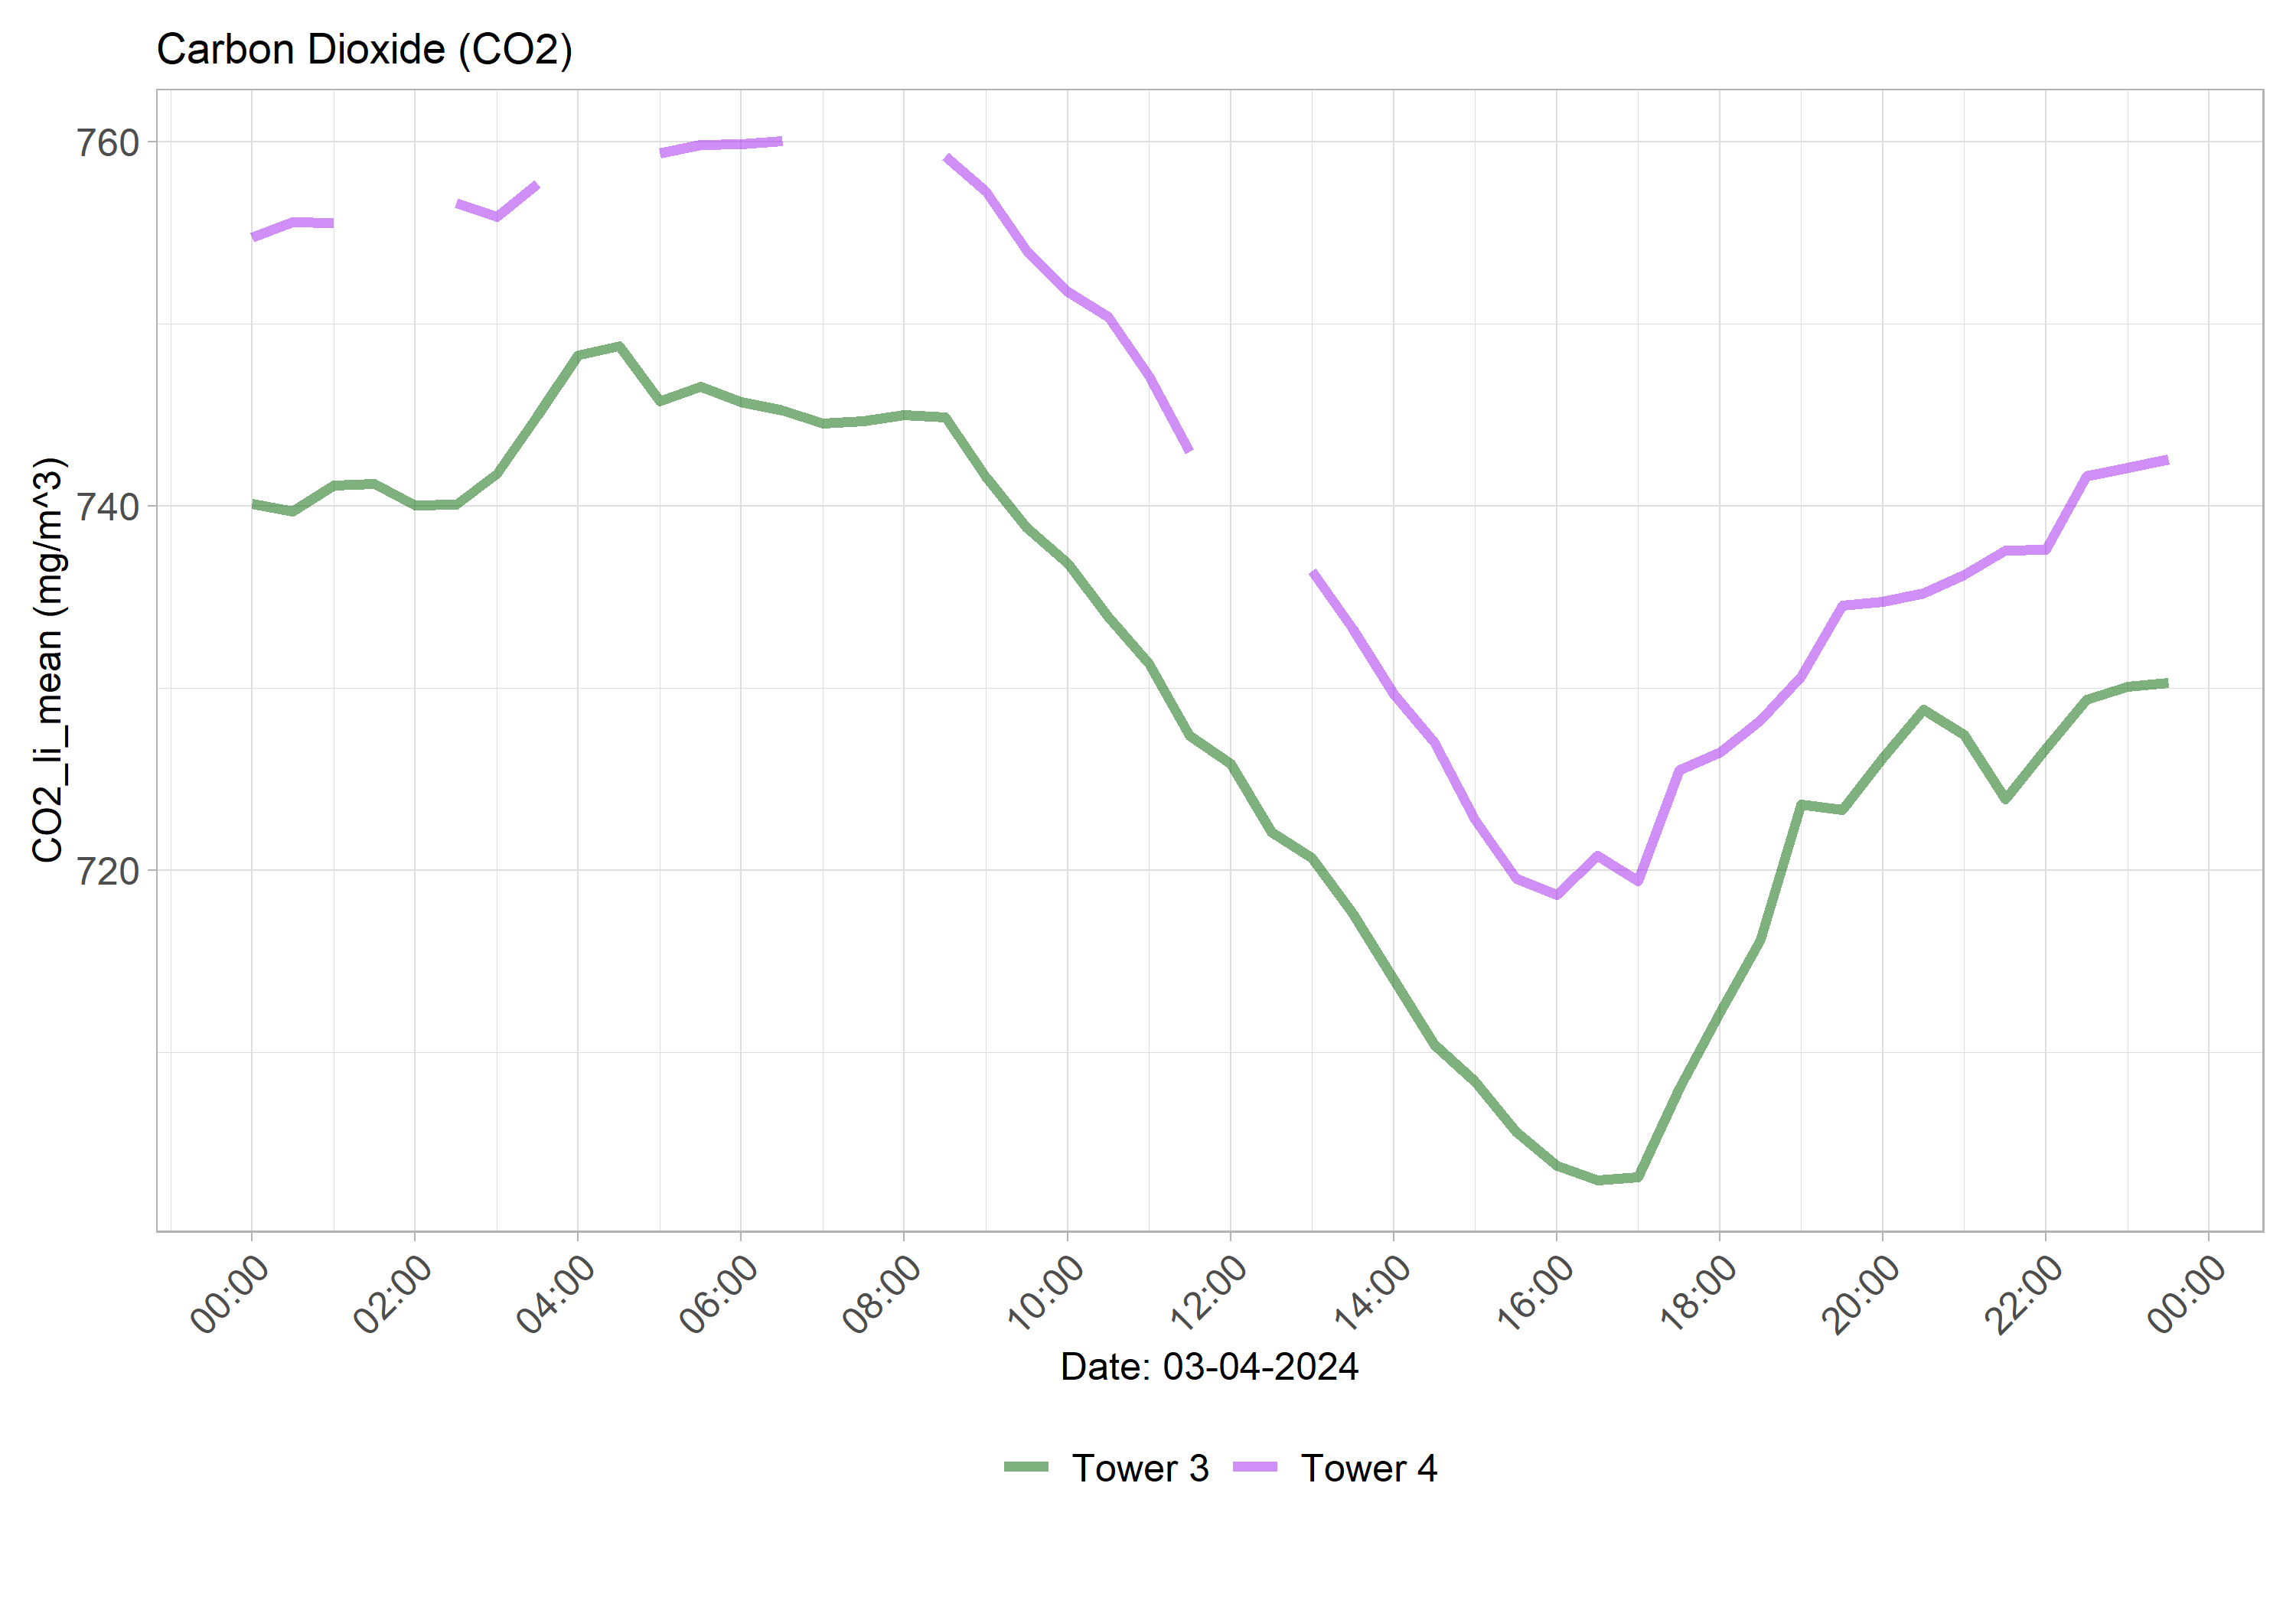 Carbon Dioxide (CO2)
CO2_li_mean (mg/m^3)
760
740
720
00:00 02:00 04:00 06:00 08:00 10:00 12:00 14:00 16:00 18:00 20:00 22:00 00:00
Date: 03-04-2024
Tower 3 Tower 4